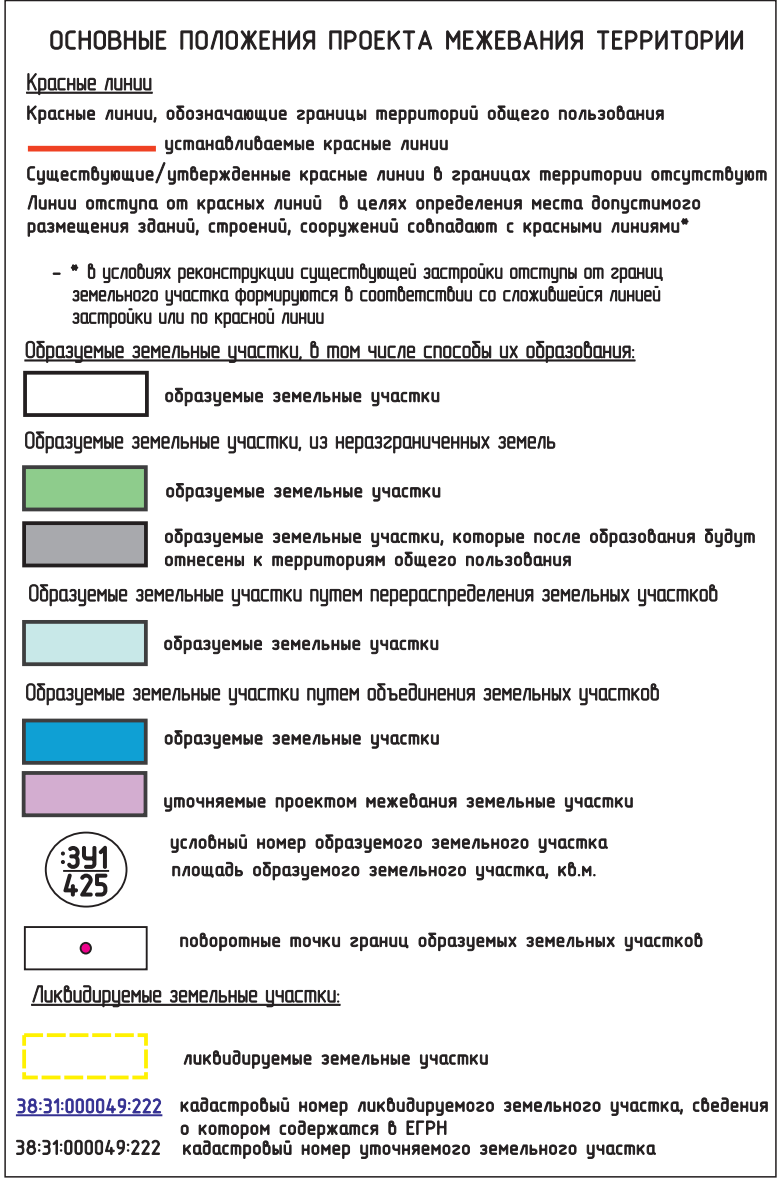 ОСНОВНЫЕ ПОЛОЖЕНИЯ ПРОЕКТА МЕЖЕВАНИЯ ТЕРРИТОРИИ
Красные линии
Красные линии, обозначающие границы территорий общего пользования
устанавливаемые красные линии
Существующие/утвержденные красные линии в границах территории отсутствуют
Линии отступа от красных линий в целях определения места допустимого
размещения зданий, строений, сооружений совпадают с красными линиями*
- * в условиях реконструкции существующей застройки отступы от границ
земельного участка формируются в соответствии со сложившейся линией
застройки или по красной линии
Образуемые земельные участки, в том числе способы их образования:
образуемые земельные участки
Образуемые земельные участки, из неразграниченных земель
образуемые земельные участки
образуемые земельные участки, которые после образования будут
отнесены к территориям общего пользования
Образуемые земельные участки путем перераспределения земельных участков
образуемые земельные участки
Образуемые земельные участки путем объединения земельных участков
образуемые земельные участки
уточняемые проектом межевания земельные участки
:ЗУ1
425
условный номер образуемого земельного участка
площадь образуемого земельного участка, кв.м.
поворотные точки границ образуемых земельных участков
Ликвидируемые земельные участки:
ликвидируемые земельные участки
38:31:000049:222 кадастровый номер ликвидируемого земельного участка, сведения
о котором содержатся в ЕГРН
38:31:000049:222 кадастровый номер уточняемого земельного участка